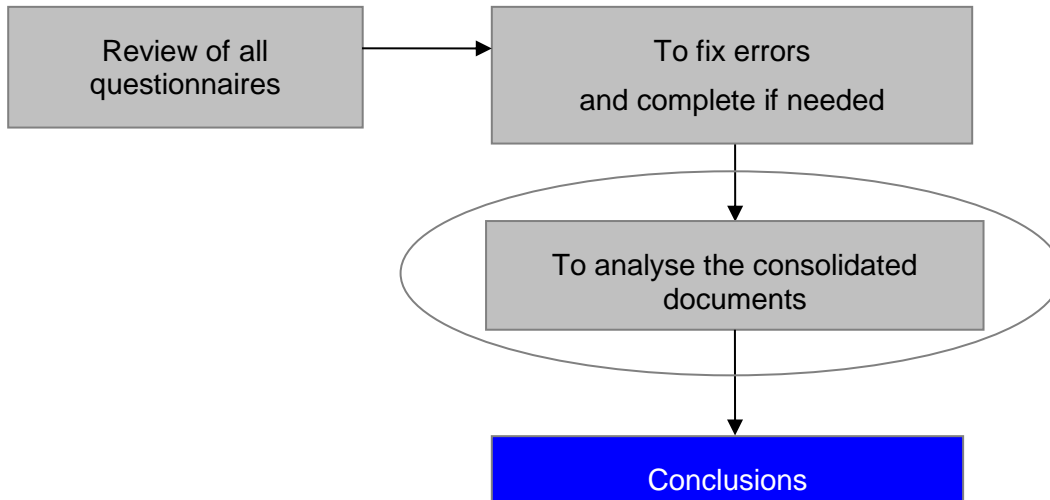 Review of all
questionnaires
To fix errors
and complete if needed
To analyse the consolidated
documents
Conclusions